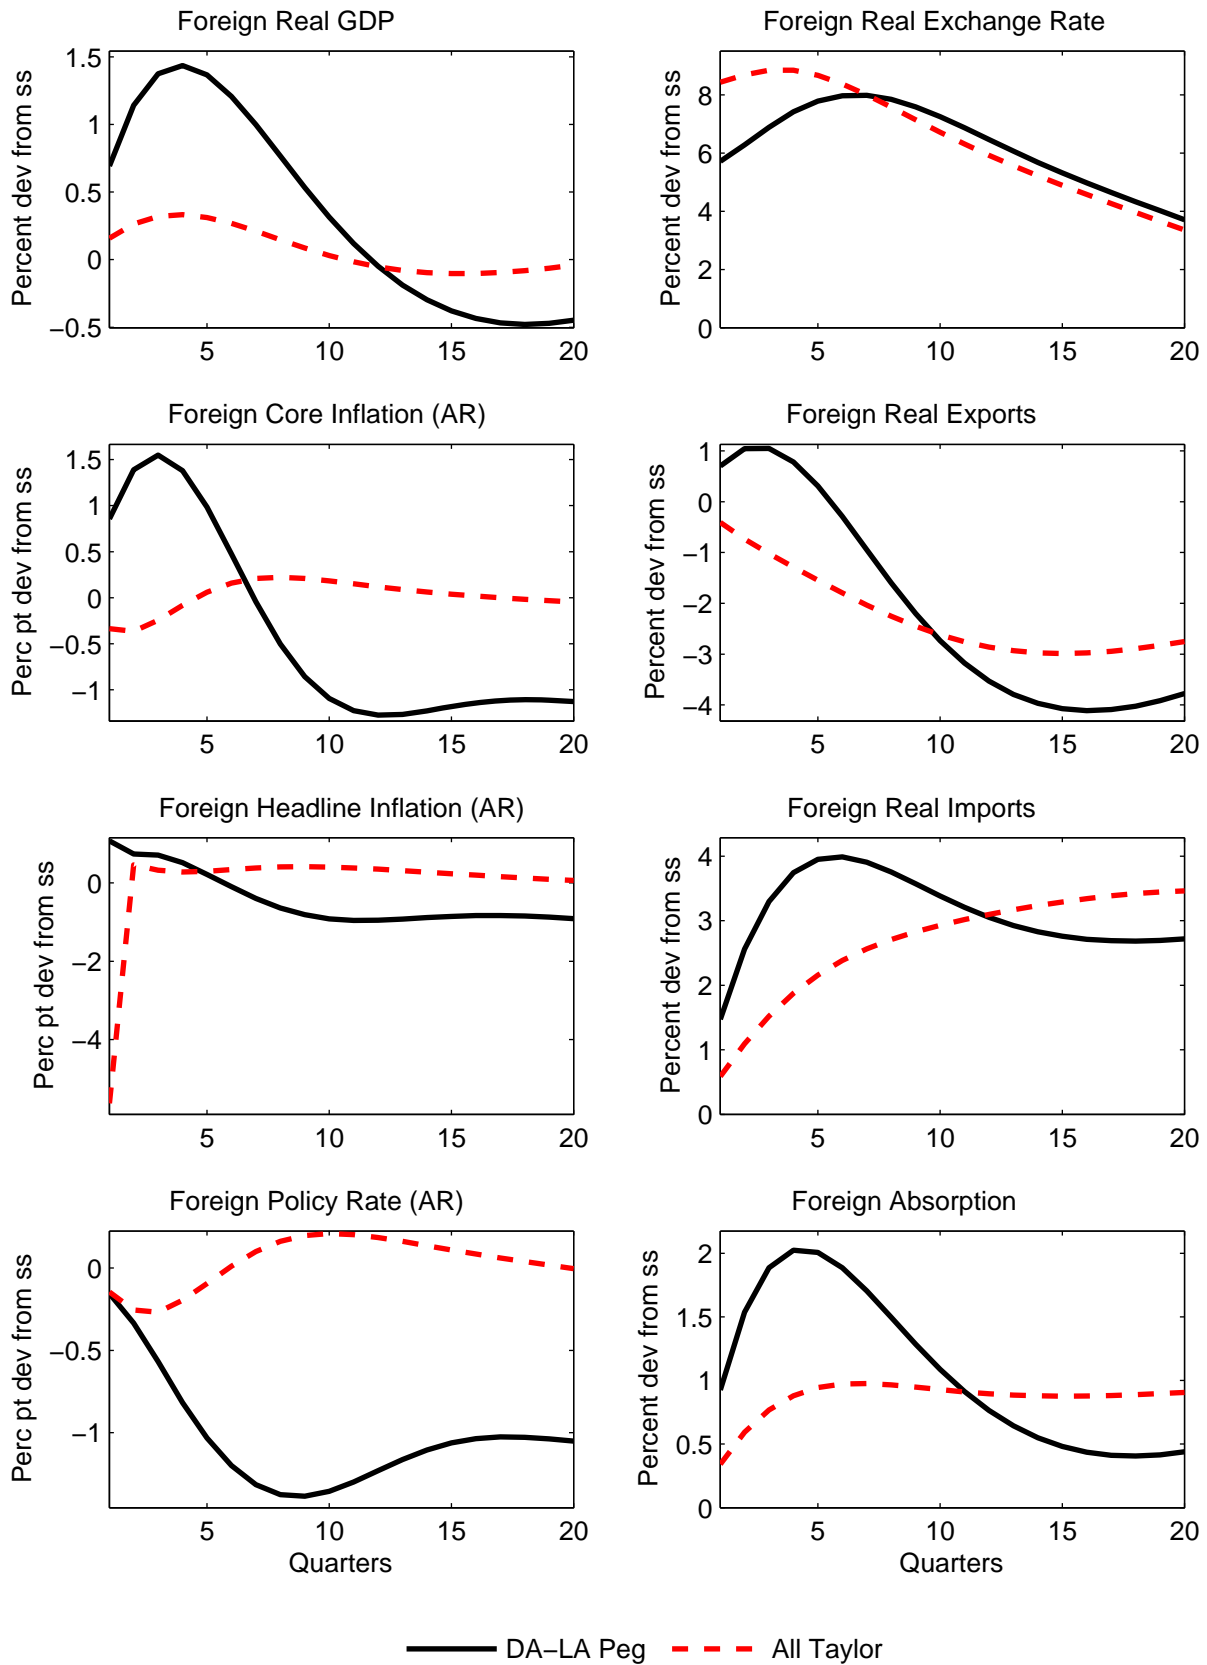 Foreign Real GDP
Percent dev from ss
1.5
1
0.5
0
−0.5
5 10 15 20
Foreign Real Exchange Rate
Percent dev from ss
8
6
4
2
0
5 10 15 20
Foreign Core Inflation (AR)
Perc pt dev from ss
1.5
1
0.5
0
−0.5
−1
5 10 15 20
Foreign Real Exports
Percent dev from ss
1
0
−1
−2
−3
−4
5 10 15 20
Foreign Headline Inflation (AR)
Perc pt dev from ss
0
−2
−4
5 10 15 20
Foreign Real Imports
Percent dev from ss
4
3
2
1
0
5 10 15 20
Foreign Policy Rate (AR)
Perc pt dev from ss
0
−0.5
−1
5 10 15 20
Quarters
Foreign Absorption
Percent dev from ss
2
1.5
1
0.5
0
5 10 15 20
Quarters
DA−LA Peg All Taylor